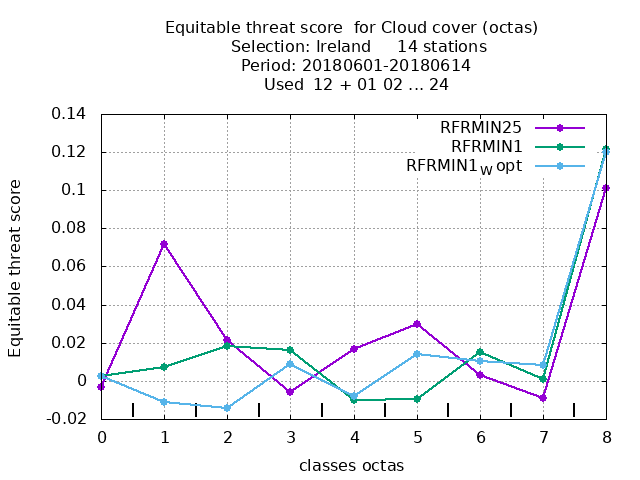 Equitable threat score  for Cloud cover (octas)
Selection: Ireland     14 stations
Period: 20180601-20180614
Used  12 + 01 02 ... 24
RFRMIN25
RFRMIN1
RFRMIN1W opt
0.14
0.12
0.1
0.08
0.06
0.04
0.02
0
-0.02
Equitable threat score
0 1 2 3 4 5 6 7 8
classes octas